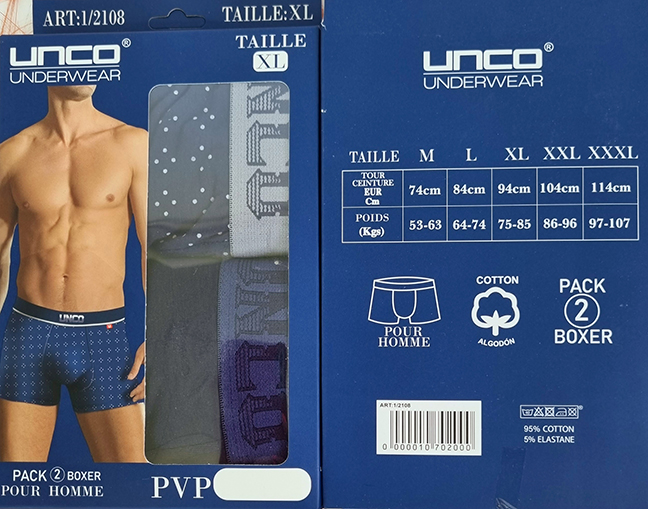 ART:1/2108
TAILLE:XL
UNCO®
UNDERWEAR
TAILLE
XL
UNCO
PACK 2 BOXER
POUR HOMME
PVP
UNCO®
UNDERWEAR
TAILLE M L XL XXL XXXL
TOUR CEINTURE EUR Cm 74cm 84cm 94cm 104cm 114cm
POIDS (Kgs) 53-63 64-74 75-85 86-96 97-107
POUR HOMME
COTTON
ALGODÓN
PACK
2
BOXER
ART:1/2108
0 000010 702000
95% COTTON
5% ELASTANE